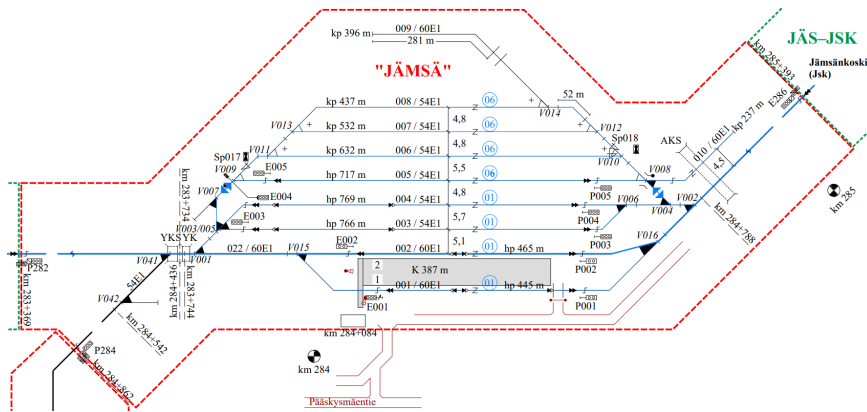 kp 396 m
009 / 60E1
281 m
JÄS–JSK
"JÄMSÄ"
km 285+393
E286
Jämsänkoski
(Jsk)
52 m
kp 437 m
008 / 54E1
06
V014
V013
4,8
V012
kp 532 m
007 / 54E1
06
Sp018
AKS
010 / 60E1
kp 237 m
4,8
Sp017
V011
kp 632 m
006 / 54E1
06
V010
4,5
V009
E005
5,5
V008
hp 717 m
005 / 54E1
06
km 285
V007
E004
4,8
P005
km 283+734
hp 769 m
004 / 54E1
01
V006
V004
V002
E003
5,7
P004
km 284+788
V003/005
hp 766 m
003 / 54E1
01
YKS
YK
E002
5,1
P003
V016
V041
V001
022 / 60E1
V015
002 / 60E1
01
hp 465 m
P282
54E1
2
K 387 m
P002
km 283+369
km 284+436
km 283+744
1
001 / 60E1
01
hp 445 m
V042
E001
P001
km 284+084
km 284+542
P284
km 284
km 284+862
Pääskysmäentie